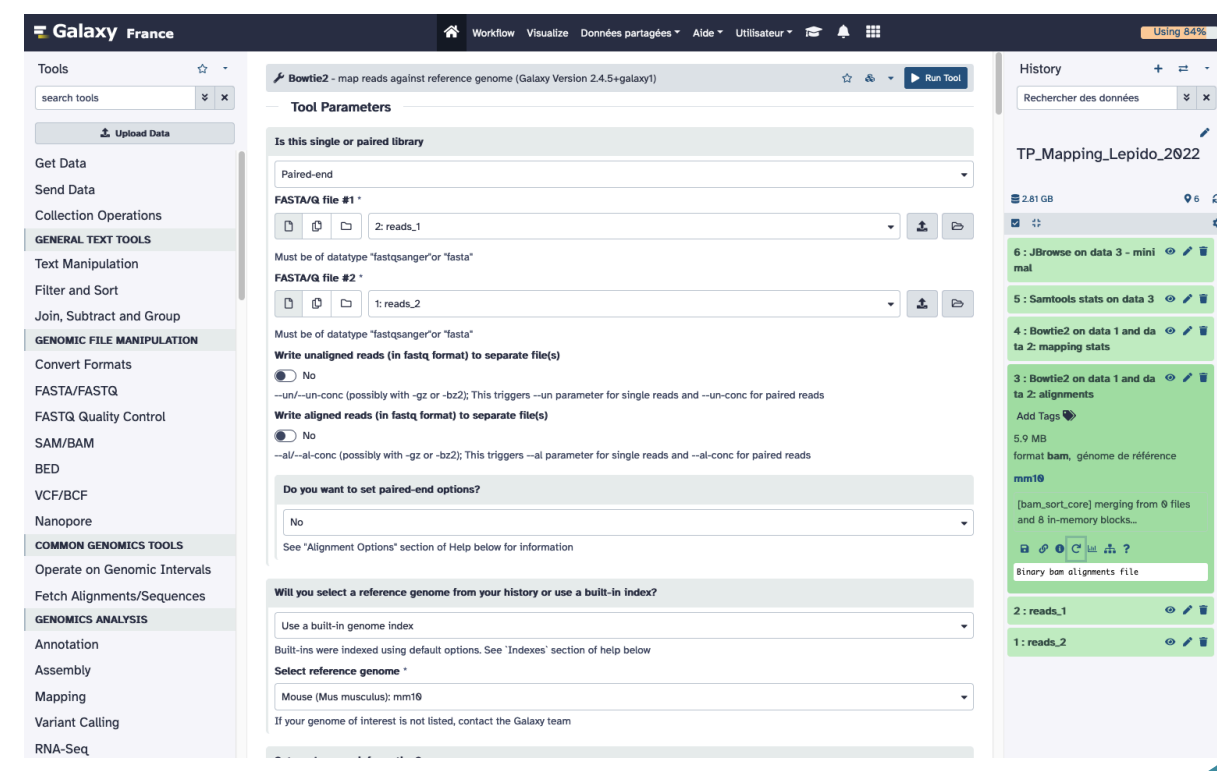 Galaxy France
Workflow Visualize Données partagées Aide Utilisateur
Using 84%
Tools
search tools
Upload Data
Get Data
Send Data
Collection Operations
GENERAL TEXT TOOLS
Text Manipulation
Filter and Sort
Join, Subtract and Group
GENOMIC FILE MANIPULATION
Convert Formats
FASTA/FASTQ
FASTQ Quality Control
SAM/BAM
BED
VCF/BCF
Nanopore
COMMON GENOMICS TOOLS
Operate on Genomic Intervals
Fetch Alignments/Sequences
GENOMICS ANALYSIS
Annotation
Assembly
Mapping
Variant Calling
RNA-Seq
Bowtie2 - map reads against reference genome (Galaxy Version 2.4.5+galaxy1)
Run Tool
Tool Parameters
Is this single or paired library
Paired-end
FASTA/Q file #1 *
2: reads_1
Must be of datatype "fastqsanger"or "fasta"
FASTA/Q file #2 *
1: reads_2
Must be of datatype "fastqsanger"or "fasta"
Write unaligned reads (in fastq format) to separate file(s)
No
--un/--un-conc (possibly with -gz or -bz2); This triggers --un parameter for single reads and --un-conc for paired reads
Write aligned reads (in fastq format) to separate file(s)
No
--al/--al-conc (possibly with -gz or -bz2); This triggers --al parameter for single reads and --al-conc for paired reads
Do you want to set paired-end options?
No
See "Alignment Options" section of Help below for information
Will you select a reference genome from your history or use a built-in index?
Use a built-in genome index
Built-ins were indexed using default options. See `Indexes` section of help below
Select reference genome *
Mouse (Mus musculus): mm10
If your genome of interest is not listed, contact the Galaxy team
History
Rechercher des données
TP_Mapping_Lepido_2022
2.81 GB
6
6 : JBrowse on data 3 - mini
mal
5 : Samtools stats on data 3
4 : Bowtie2 on data 1 and da
ta 2: mapping stats
3 : Bowtie2 on data 1 and da
ta 2: alignments
Add Tags
5.9 MB
format bam, génome de référence
mm10
[bam_sort_core] merging from 0 files
and 8 in-memory blocks...
Binary bam alignments file
2 : reads_1
1 : reads_2